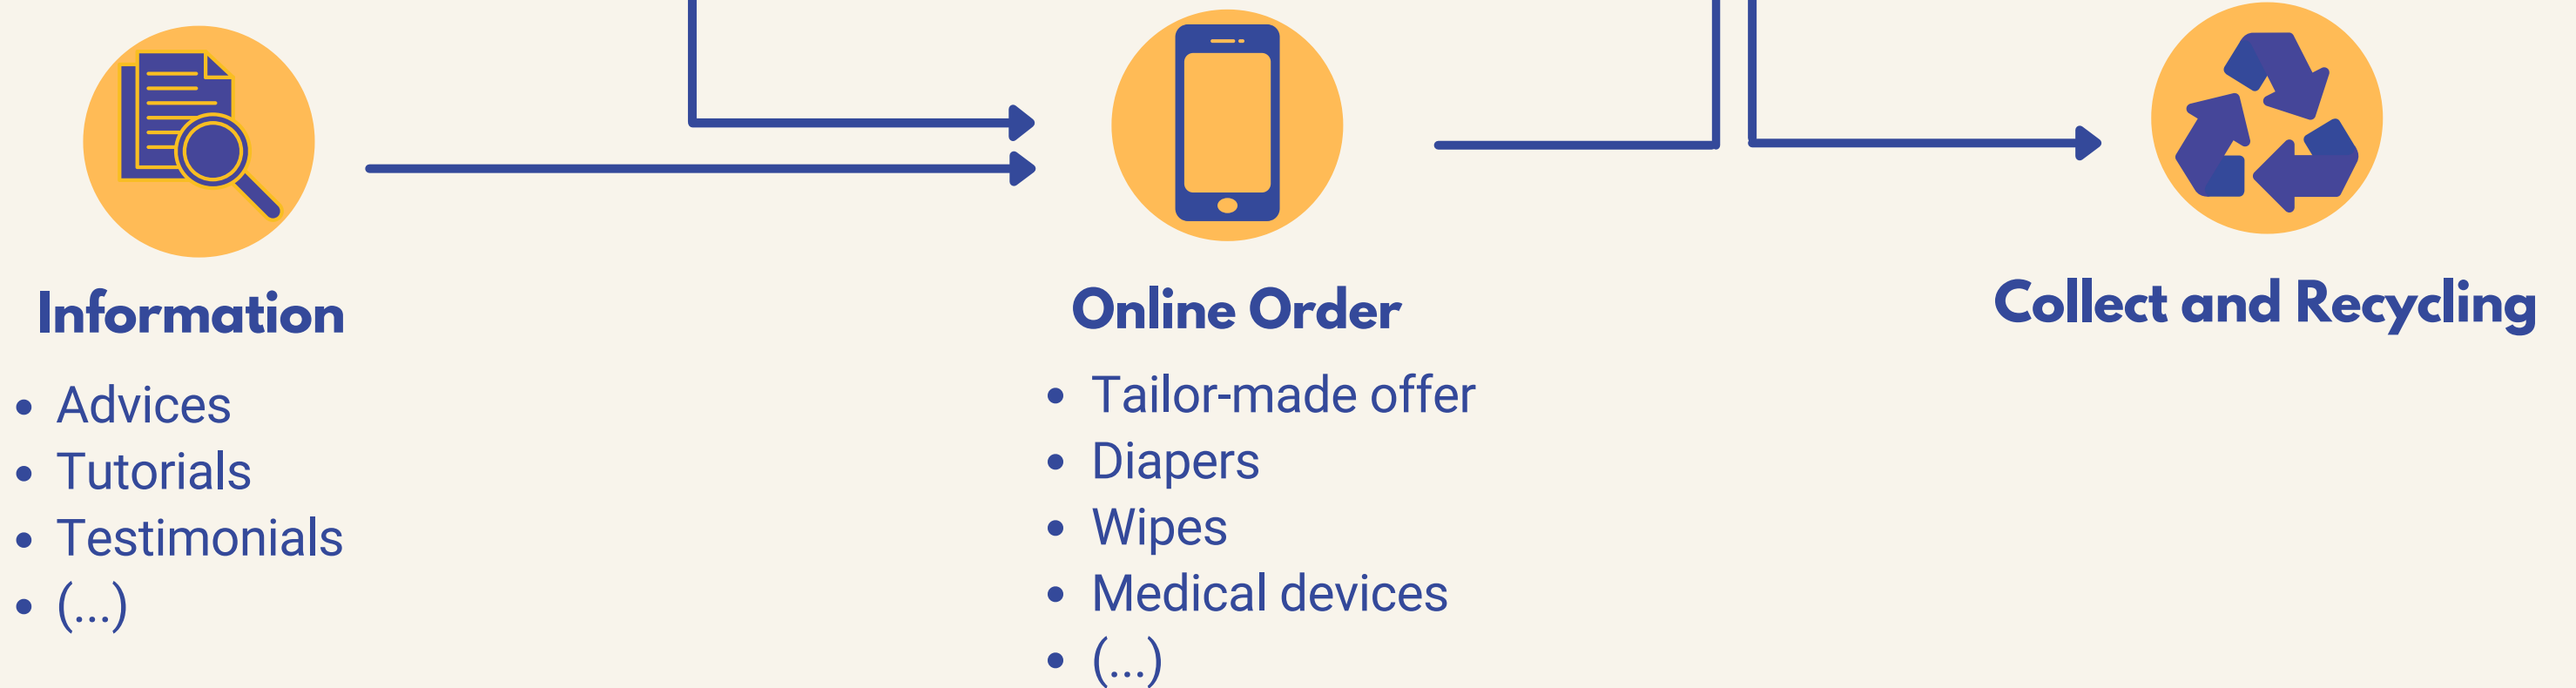 Information
• Advices
• Tutorials
• Testimonials
• (...)
Online Order
• Tailor-made offer
• Diapers
• Wipes
• Medical devices
• (...)
Collect and Recycling